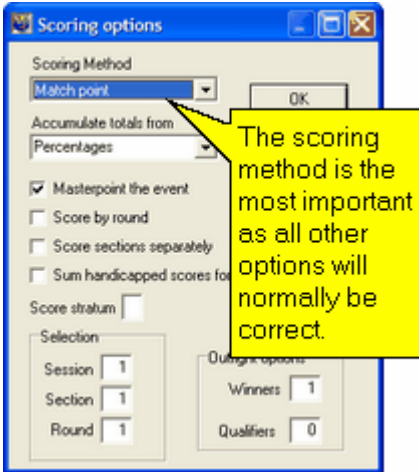 Scoring options
Scoring Method
Match point
OK
Accumulate totals from
Percentages
The scoring
method is the
most important
as all other
options will
normally be
correct.
Masterpoint the event
Score by round
Score sections separately
Sum handicapped scores for
Score stratum
Selection
Session 1
Section 1
Round 1
Outright options
Winners 1
Qualifiers 0